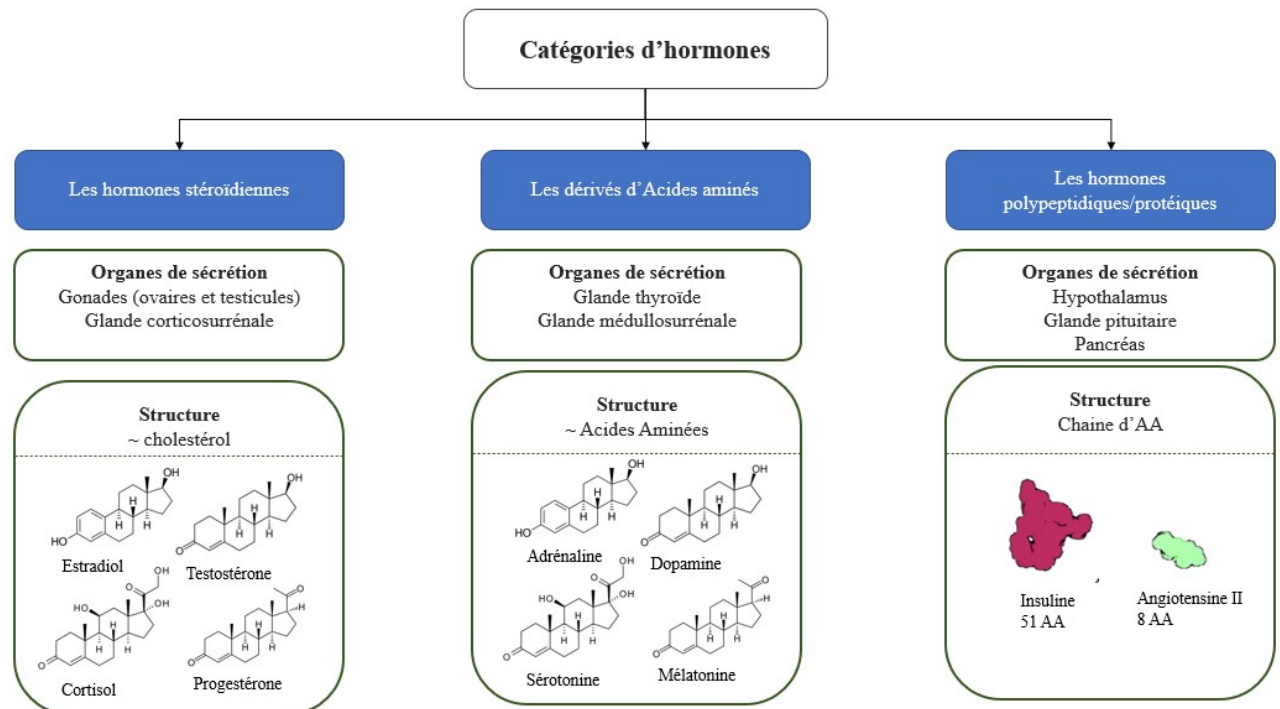 Catégories d’hormones
Les hormones stéroïdiennes
Organes de sécrétion
Gonades (ovaires et testicules)
Glande corticosurrénale
Structure
~ cholestérol
OH
H
H
H
HO
Estradiol
OH
H
H
H
O
Testostérone
OH
O
HO
OH
H
H
H
O
Cortisol
O
H
H
H
H
O
Progestérone
Les dérivés d’Acides aminés
Organes de sécrétion
Glande thyroïde
Glande médullosurrénale
Structure
~ Acides Aminées
OH
H
H
H
HO
Adrénaline
OH
H
H
H
O
Dopamine
OH
O
HO
OH
H
H
H
O
Sérotonine
O
H
H
H
H
O
Mélatonine
Les hormones
polypeptidiques/protéiques
Organes de sécrétion
Hypothalamus
Glande pituitaire
Pancréas
Structure
Chaine d’AA
Insuline
51 AA
Angiotensine II
8 AA